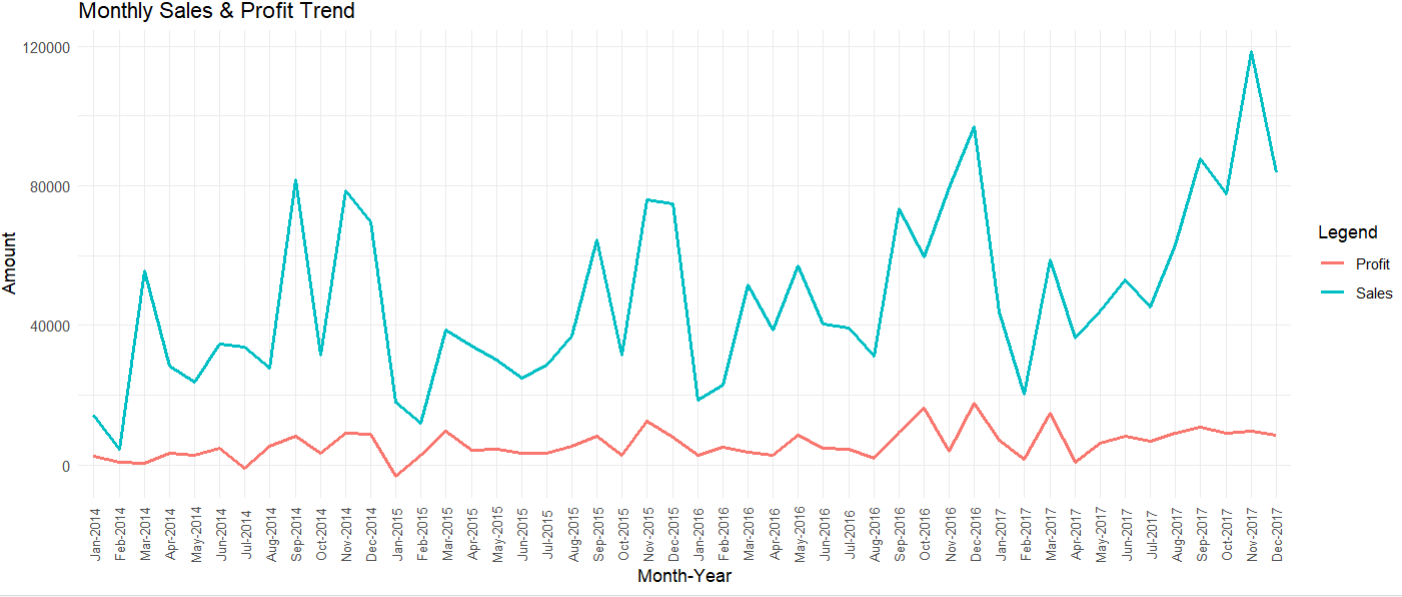 Monthly Sales & Profit Trend
120000
80000
40000
0
Amount
Jan-2014
Feb-2014
Mar-2014
Apr-2014
May-2014
Jun-2014
Jul-2014
Aug-2014
Sep-2014
Oct-2014
Nov-2014
Dec-2014
Jan-2015
Feb-2015
Mar-2015
Apr-2015
May-2015
Jun-2015
Jul-2015
Aug-2015
Sep-2015
Oct-2015
Nov-2015
Dec-2015
Jan-2016
Feb-2016
Mar-2016
Apr-2016
May-2016
Jun-2016
Jul-2016
Aug-2016
Sep-2016
Oct-2016
Nov-2016
Dec-2016
Jan-2017
Feb-2017
Mar-2017
Apr-2017
May-2017
Jun-2017
Jul-2017
Aug-2017
Sep-2017
Oct-2017
Nov-2017
Dec-2017
Month-Year
Legend
Profit
Sales